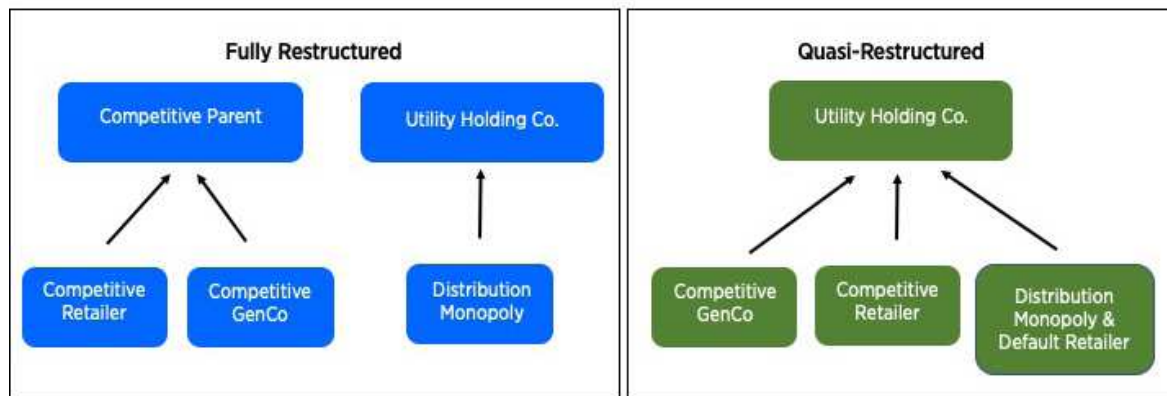 Fully Restructured
Competitive Parent
Utility Holding Co.
Competitive
Retailer
Competitive
GenCo
Distribution
Monopoly
Quasi-Restructured
Utility Holding Co.
Competitive
GenCo
Competitive
Retailer
Distribution
Monopoly &
Default Retailer